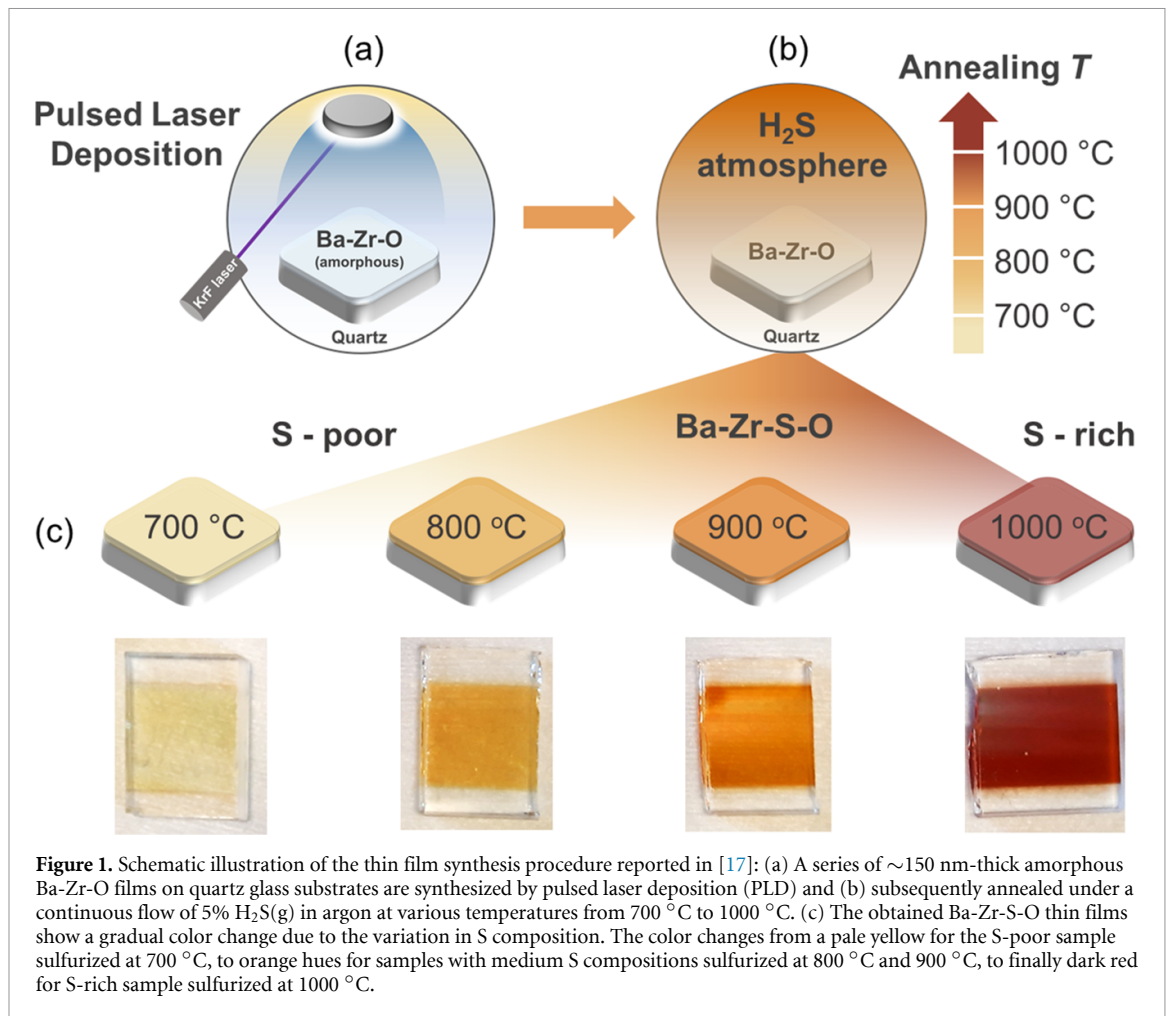 (a)
(b)
Annealing T
Pulsed Laser
Deposition
H₂S
atmosphere
1000 °C
900 °C
800 °C
700 °C
Ba-Zr-O
(amorphous)
KrF laser
Quartz
Ba-Zr-O
Quartz
S - poor
Ba-Zr-S-O
S - rich
(c)
700 °C
800 °C
900 °C
1000 °C
Figure 1. Schematic illustration of the thin film synthesis procedure reported in [17]: (a) A series of ∼150 nm-thick amorphous
Ba-Zr-O films on quartz glass substrates are synthesized by pulsed laser deposition (PLD) and (b) subsequently annealed under a
continuous flow of 5% H₂S(g) in argon at various temperatures from 700 °C to 1000 °C. (c) The obtained Ba-Zr-S-O thin films
show a gradual color change due to the variation in S composition. The color changes from a pale yellow for the S-poor sample
sulfurized at 700 °C, to orange hues for samples with medium S compositions sulfurized at 800 °C and 900 °C, to finally dark red
for S-rich sample sulfurized at 1000 °C.